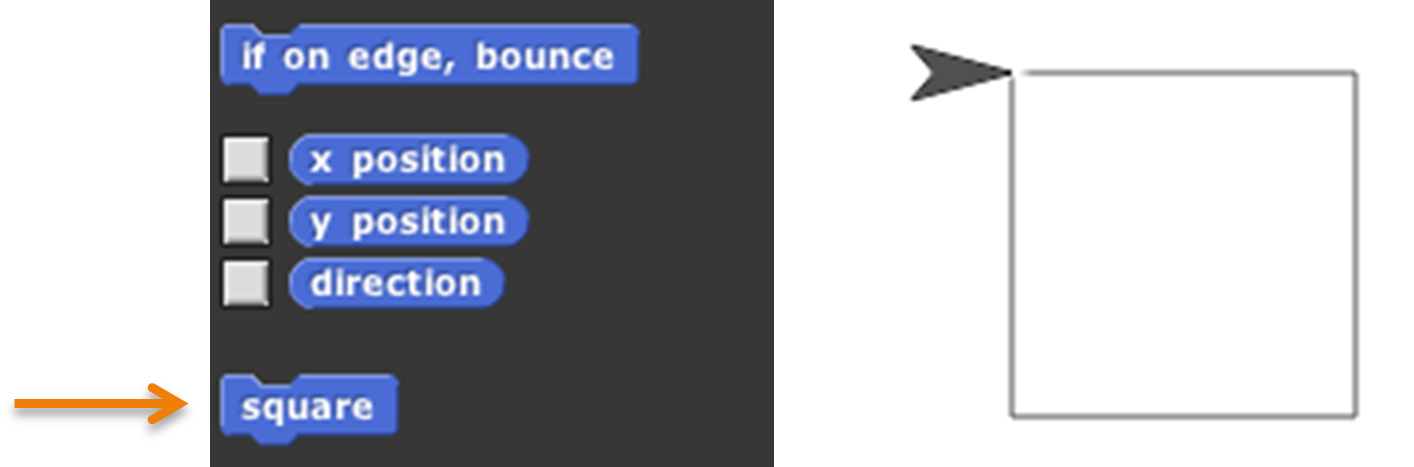 if on edge, bounce
x position
y position
direction
square